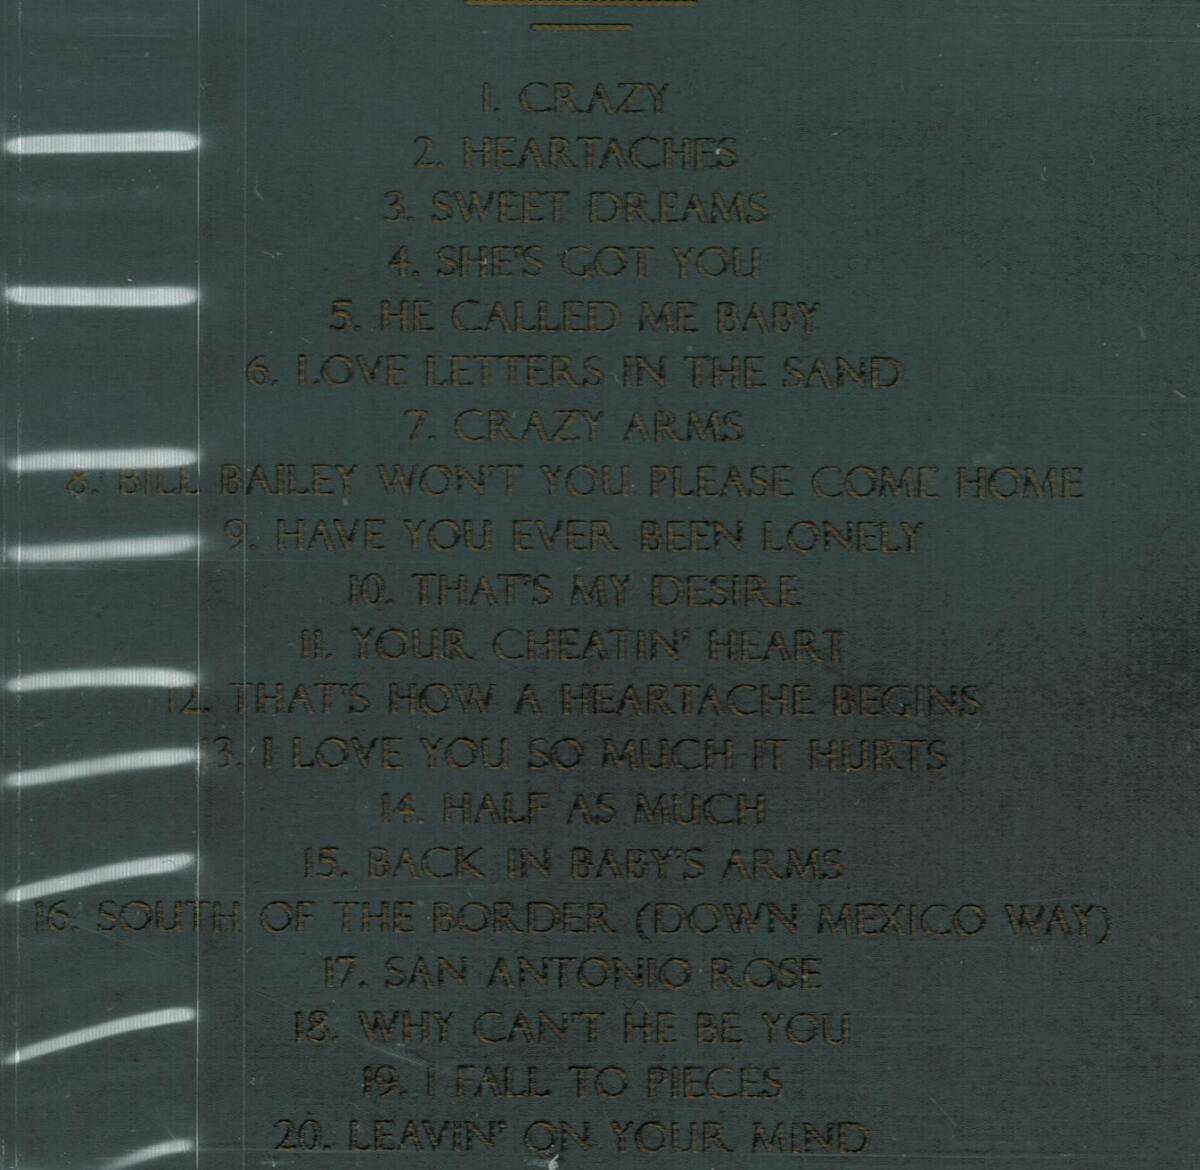 1. CRAZY
2. HEARTACHES
3. SWEET DREAMS
4. SHE'S GOT YOU
5. HE CALLED ME BABY
6. LOVE LETTERS IN THE SAND
7. CRAZY ARMS
8. BILL BAILEY WON'T YOU PLEASE COME HOME
9. HAVE YOU EVER BEEN LONELY
10. THAT'S MY DESIRE
11. YOUR CHEATIN' HEART
12. THAT'S HOW A HEARTACHE BEGINS
13. I LOVE YOU SO MUCH IT HURTS
14. HALF AS MUCH
15. BACK IN BABY'S ARMS
16. SOUTH OF THE BORDER (DOWN MEXICO WAY)
17. SAN ANTONIO ROSE
18. WHY CAN'T HE BE YOU
19. I FALL TO PIECES
20. LEAVIN' ON YOUR MIND